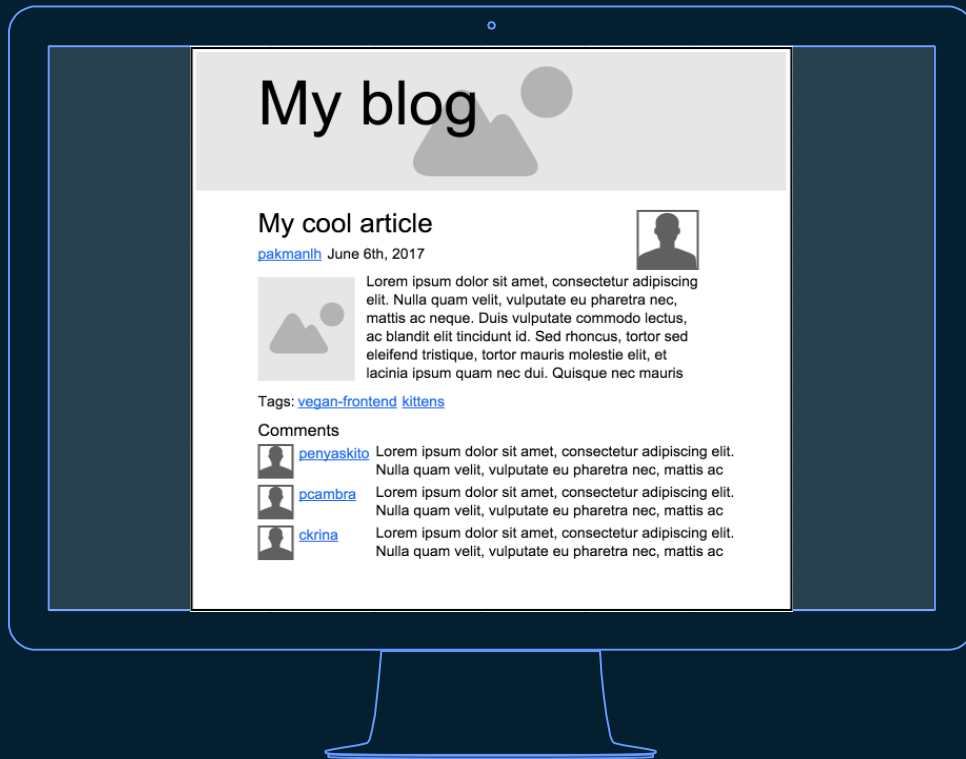 My blog
My cool article
pakmanlh June 6th, 2017
Lorem ipsum dolor sit amet, consectetur adipiscing
elit. Nulla quam velit, vulputate eu pharetra nec,
mattis ac neque. Duis vulputate commodo lectus,
ac blandit elit tincidunt id. Sed rhoncus, tortor sed
eleifend tristique, tortor mauris molestie elit, et
lacinia ipsum quam nec dui. Quisque nec mauris
Tags: vegan-frontend kittens
Comments
penyaskito Lorem ipsum dolor sit amet, consectetur adipiscing elit.
Nulla quam velit, vulputate eu pharetra nec, mattis ac
pcambra Lorem ipsum dolor sit amet, consectetur adipiscing elit.
Nulla quam velit, vulputate eu pharetra nec, mattis ac
ckrina Lorem ipsum dolor sit amet, consectetur adipiscing elit.
Nulla quam velit, vulputate eu pharetra nec, mattis ac